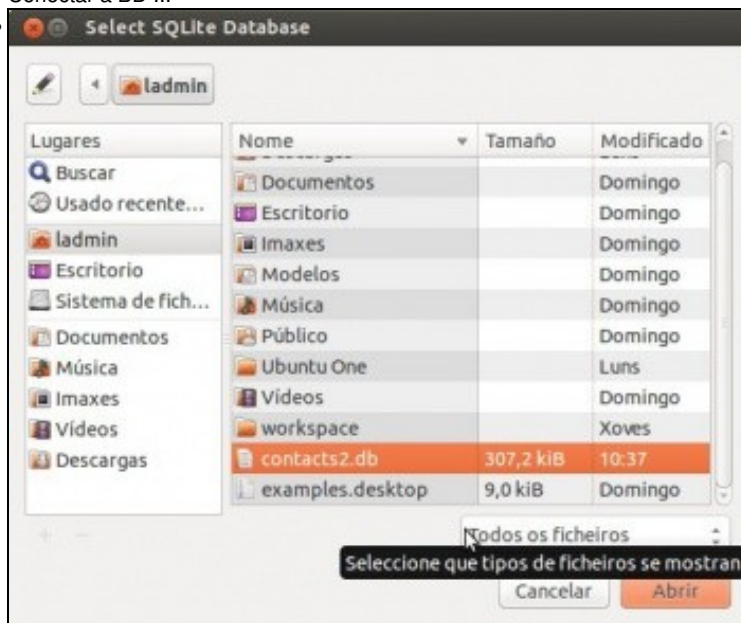 Select SQLite Database
ladmin
Lugares
Nome
Tamaño
Modificado
Buscar
Documentos
Domingo
Usado recente...
Escritorio
Domingo
ladmin
Imaxes
Domingo
Escritorio
Modelos
Domingo
Sistema de fich...
Música
Domingo
Documentos
Público
Domingo
Música
Ubuntu One
Luns
Imaxes
Vídeos
Domingo
Vídeos
workspace
Xoves
Descargas
contacts2.db
307,2 kiB
10:37
examples.desktop
9,0 kiB
Domingo
Todos os ficheiros
Seleccione que tipos de ficheiros se mostran
Cancelar
Abrir